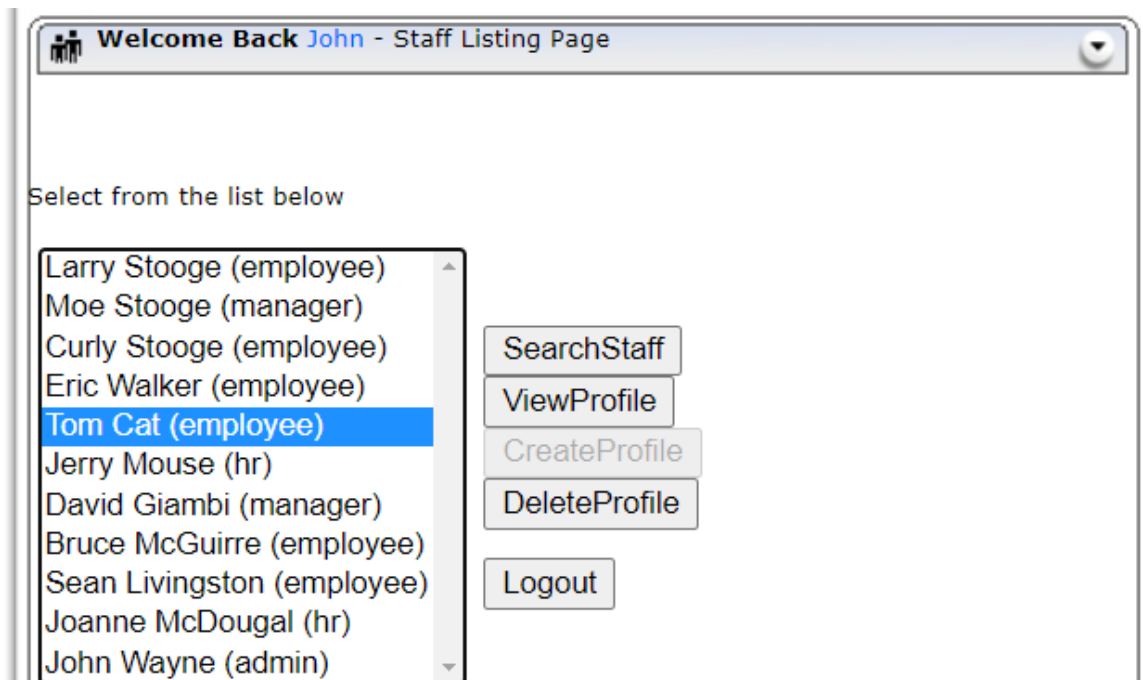 Welcome Back John - Staff Listing Page
Select from the list below
Larry Stooge (employee)
Moe Stooge (manager)
Curly Stooge (employee)
Eric Walker (employee)
Tom Cat (employee)
Jerry Mouse (hr)
David Giambi (manager)
Bruce McGuirre (employee)
Sean Livingston (employee)
Joanne McDougal (hr)
John Wayne (admin)
SearchStaff
ViewProfile
CreateProfile
DeleteProfile
Logout